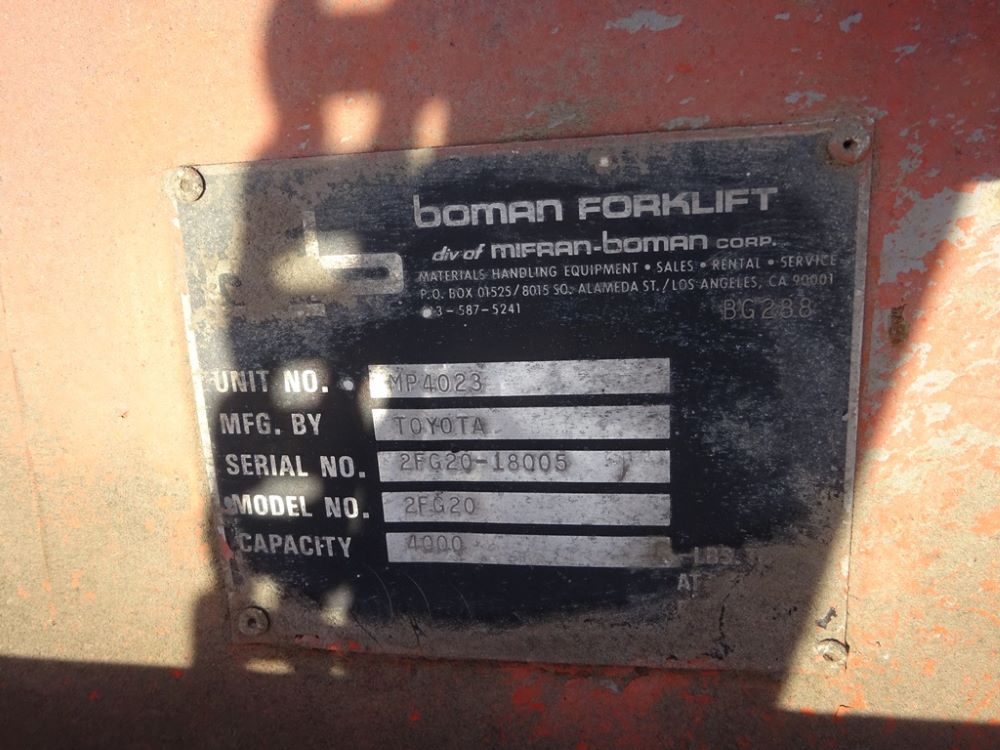 boman FORKLIFT
div of MIFRAN-boman CORP.
MATERIALS HANDLING EQUIPMENT • SALES • RENTAL • SERVICE
P.O. BOX 01525/8015 SO. ALAMEDA ST./LOS ANGELES, CA 90001
3-587-5241
BG288
UNIT NO. MP4023
MFG. BY TOYOTA
SERIAL NO. 2FG20-18005
MODEL NO. 2FG20
CAPACITY 4000 LBS.
AT